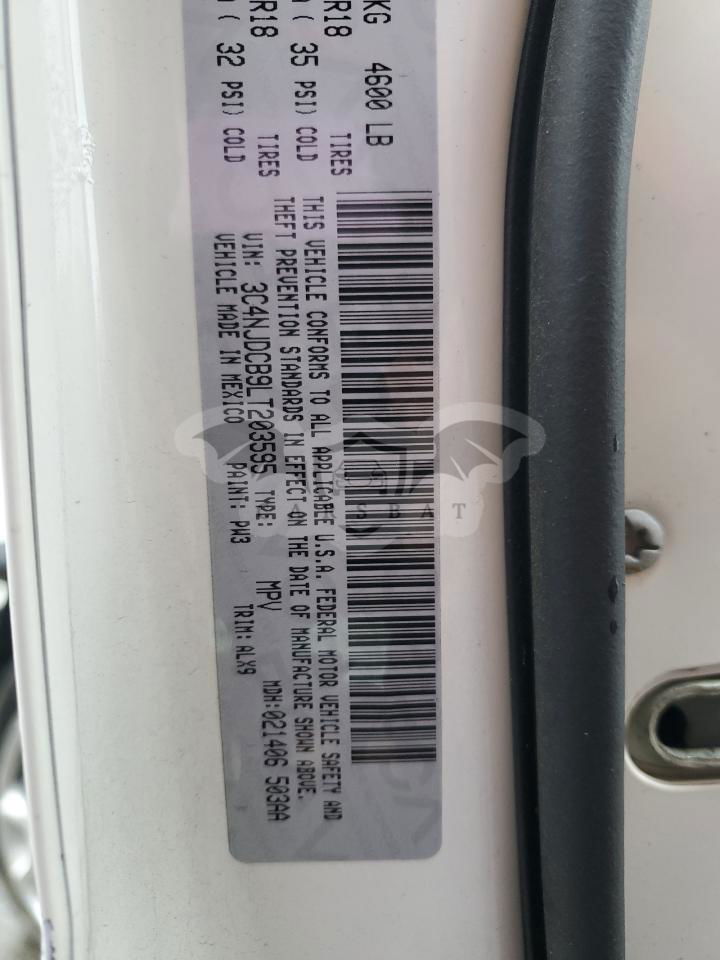 KG 4600 LB
R18 TIRES
( 35 PSI) COLD
R18 TIRES
( 32 PSI) COLD
THIS VEHICLE CONFORMS TO ALL APPLICABLE U.S.A. FEDERAL MOTOR VEHICLE SAFETY AND
THEFT PREVENTION STANDARDS IN EFFECT ON THE DATE OF MANUFACTURE SHOWN ABOVE.
VIN: 3C4NJDCB9LT203595 TYPE: MPV MDH:021406 503AA
VEHICLE MADE IN MEXICO PAINT: PW3 TRIM: ALX9